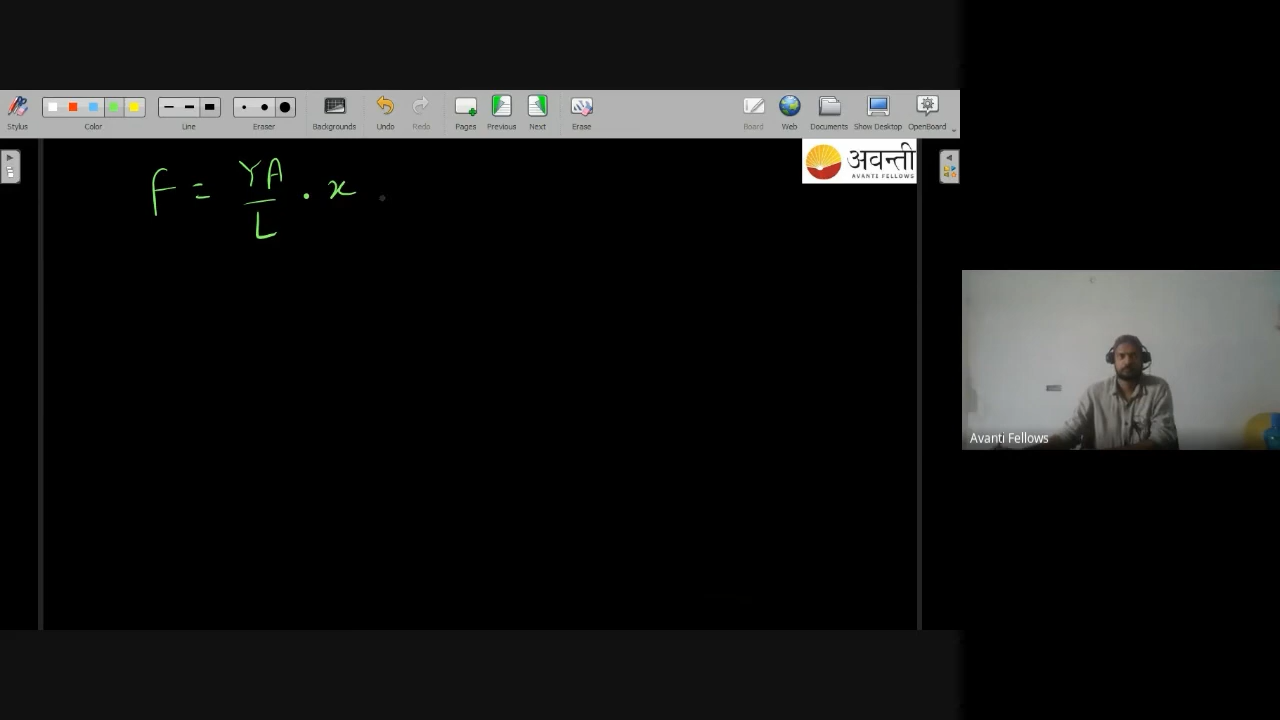 Stylus
Color
Line
Eraser
Backgrounds
Undo
Redo
Pages
Previous
Next
Erase
Board
Web
Documents
Show Desktop
OpenBoard
अवन्ती
AVANTI FELLOWS
F = YA/L . x
Avanti Fellows